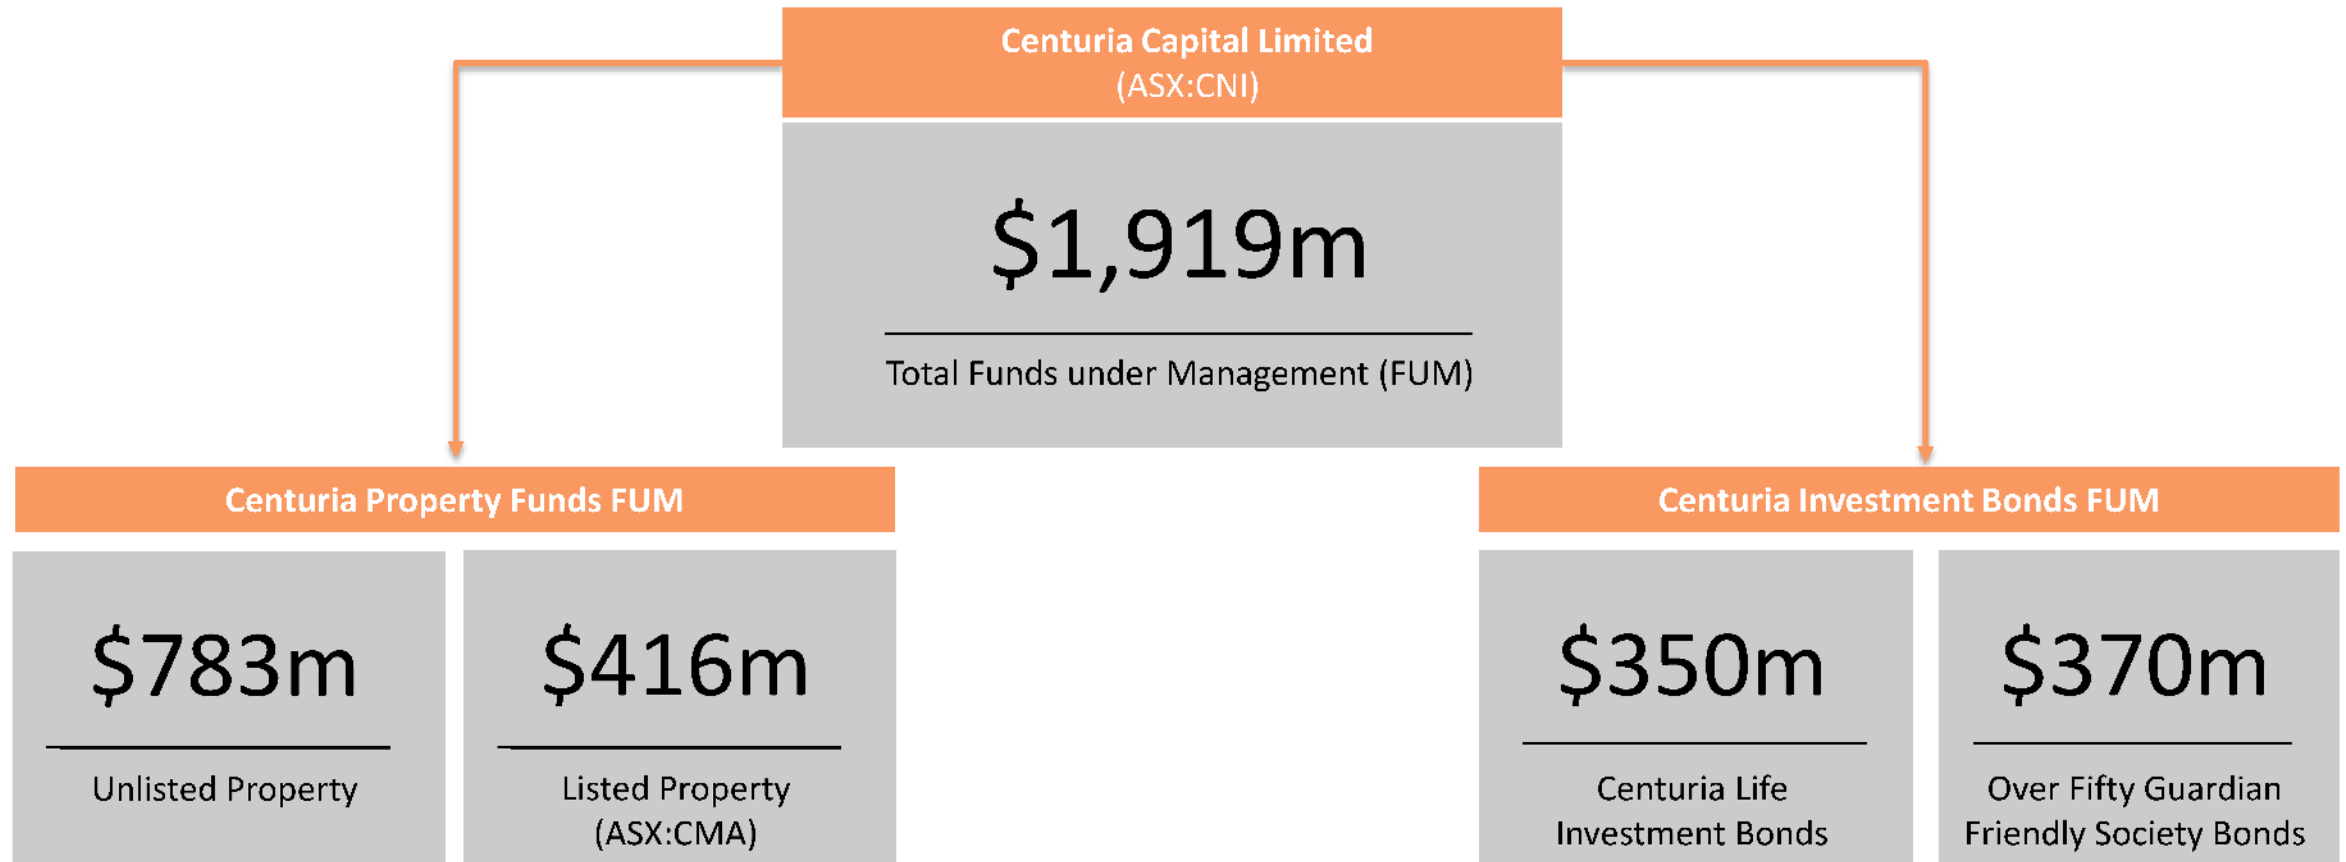 Centuria Capital Limited
(ASX:CNI)
$1,919m
Total Funds under Management (FUM)
Centuria Property Funds FUM
$783m
Unlisted Property
$416m
Listed Property
(ASX:CMA)
Centuria Investment Bonds FUM
$350m
Centuria Life
Investment Bonds
$370m
Over Fifty Guardian
Friendly Society Bonds